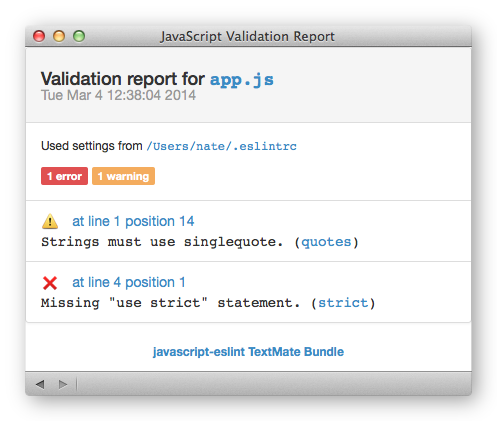 JavaScript Validation Report
Validation report for app.js
Tue Mar 4 12:38:04 2014
Used settings from /Users/nate/.eslintrc
1 error 1 warning
at line 1 position 14
Strings must use singlequote. (quotes)
at line 4 position 1
Missing "use strict" statement. (strict)
javascript-eslint TextMate Bundle